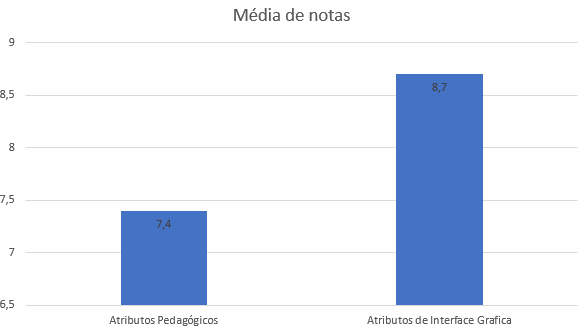 Média de notas
9
8,5
8
7,5
7
6,5
8,7
7,4
Atributos Pedagógicos
Atributos de Interface Grafica